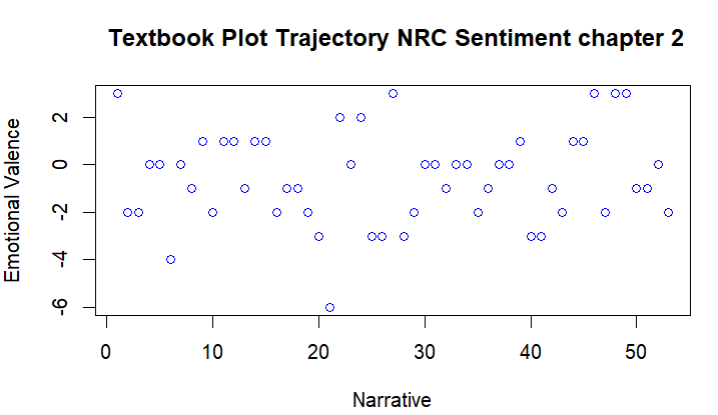 Textbook Plot Trajectory NRC Sentiment chapter 2
Emotional Valence
2
0
-2
-4
-6
0 10 20 30 40 50
Narrative